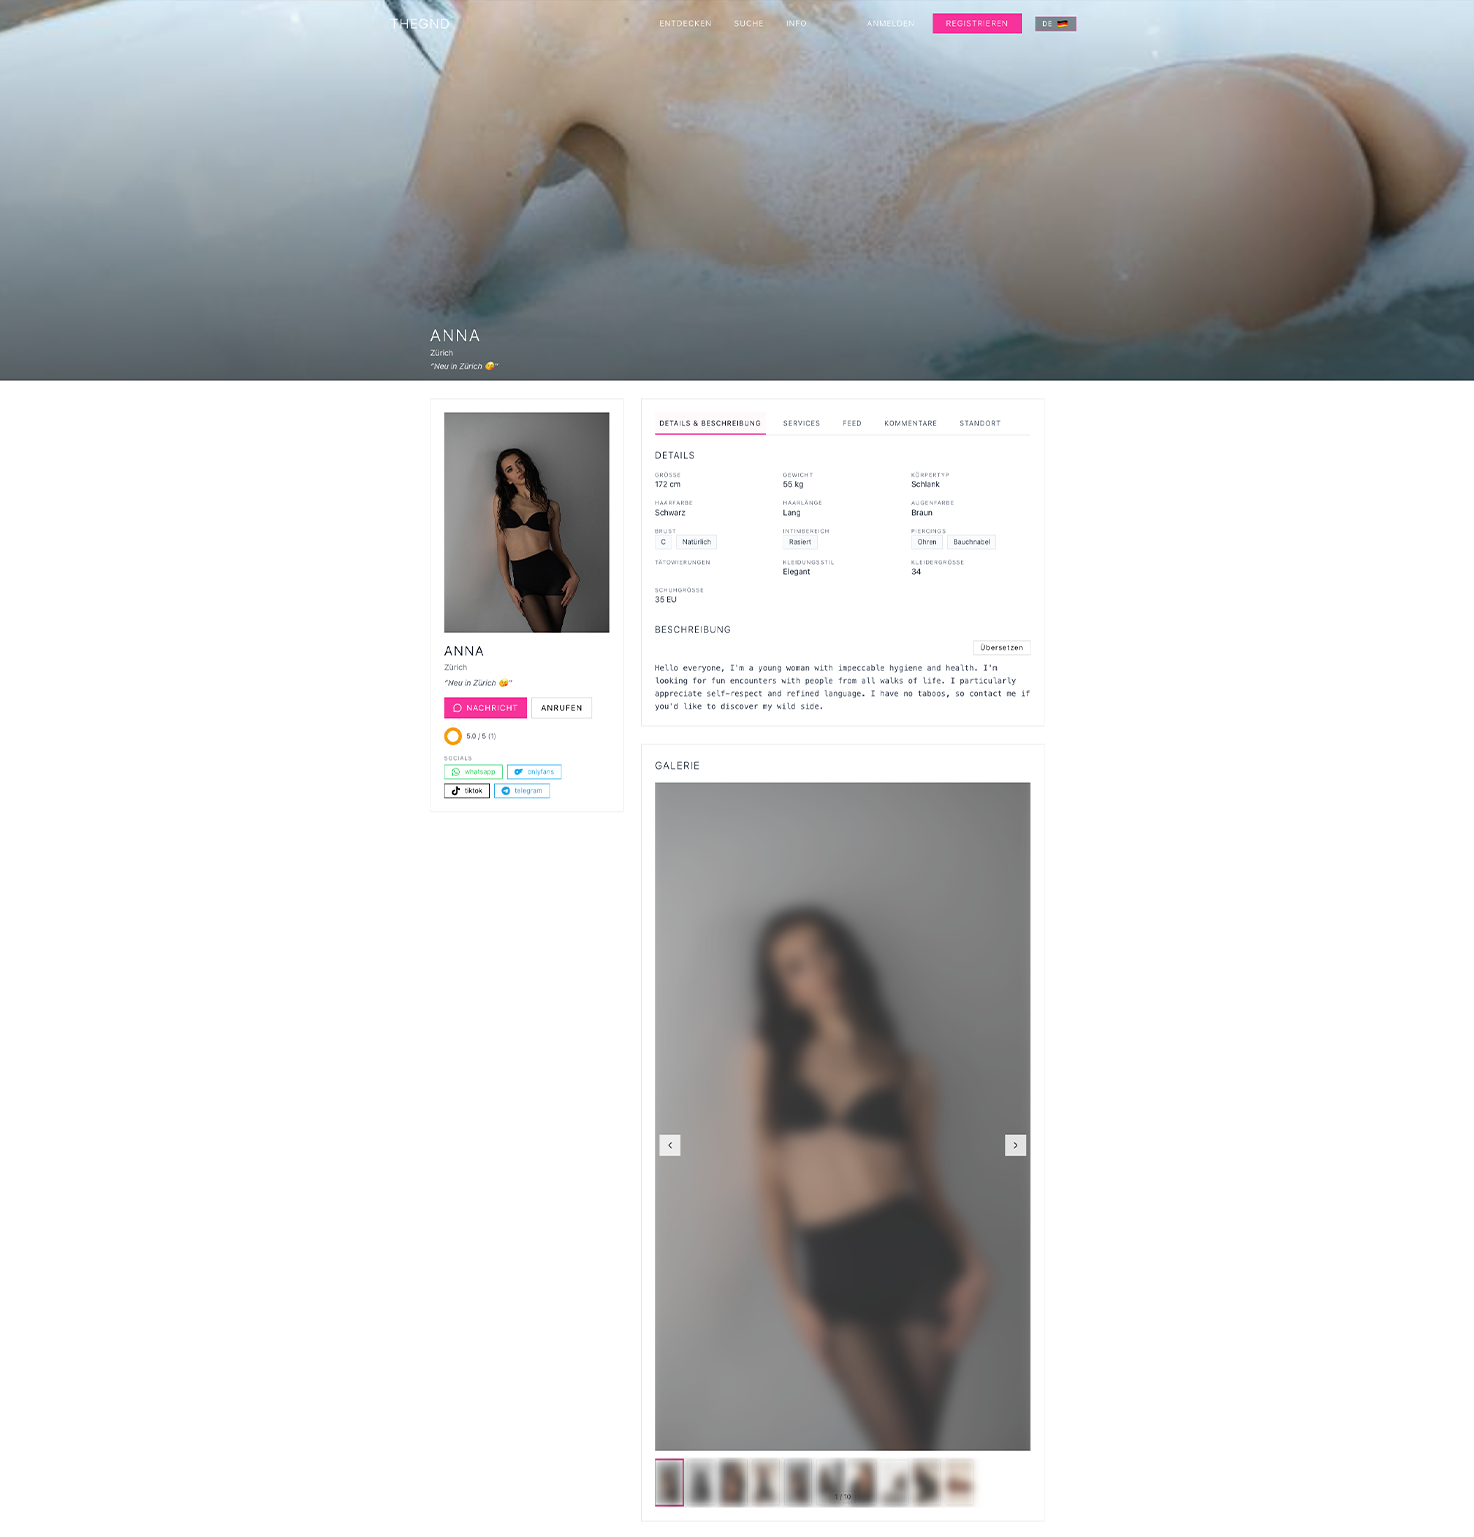 THEGND
ENTDECKEN SUCHE INFO ANMELDEN REGISTRIEREN DE
ANNA
Zürich
"Neu in Zürich 😋"
ANNA
Zürich
"Neu in Zürich 😋"
NACHRICHT ANRUFEN
5.0 / 5 (1)
SOCIALS
whatsapp onlyfans
tiktok telegram
DETAILS & BESCHREIBUNG SERVICES FEED KOMMENTARE STANDORT
DETAILS
GRÖSSE GEWICHT KÖRPERTYP
172 cm 55 kg Schlank
HAARFARBE HAARLÄNGE AUGENFARBE
Schwarz Lang Braun
BRUST INTIMBEREICH PIERCINGS
C Natürlich Rasiert Ohren Bauchnabel
TÄTOWIERUNGEN KLEIDUNGSSTIL KLEIDERGRÖSSE
Elegant 34
SCHUHGRÖSSE
35 EU
BESCHREIBUNG
Übersetzen
Hello everyone, I'm a young woman with impeccable hygiene and health. I'm
looking for fun encounters with people from all walks of life. I particularly
appreciate self-respect and refined language. I have no taboos, so contact me if
you'd like to discover my wild side.
GALERIE
1 / 10